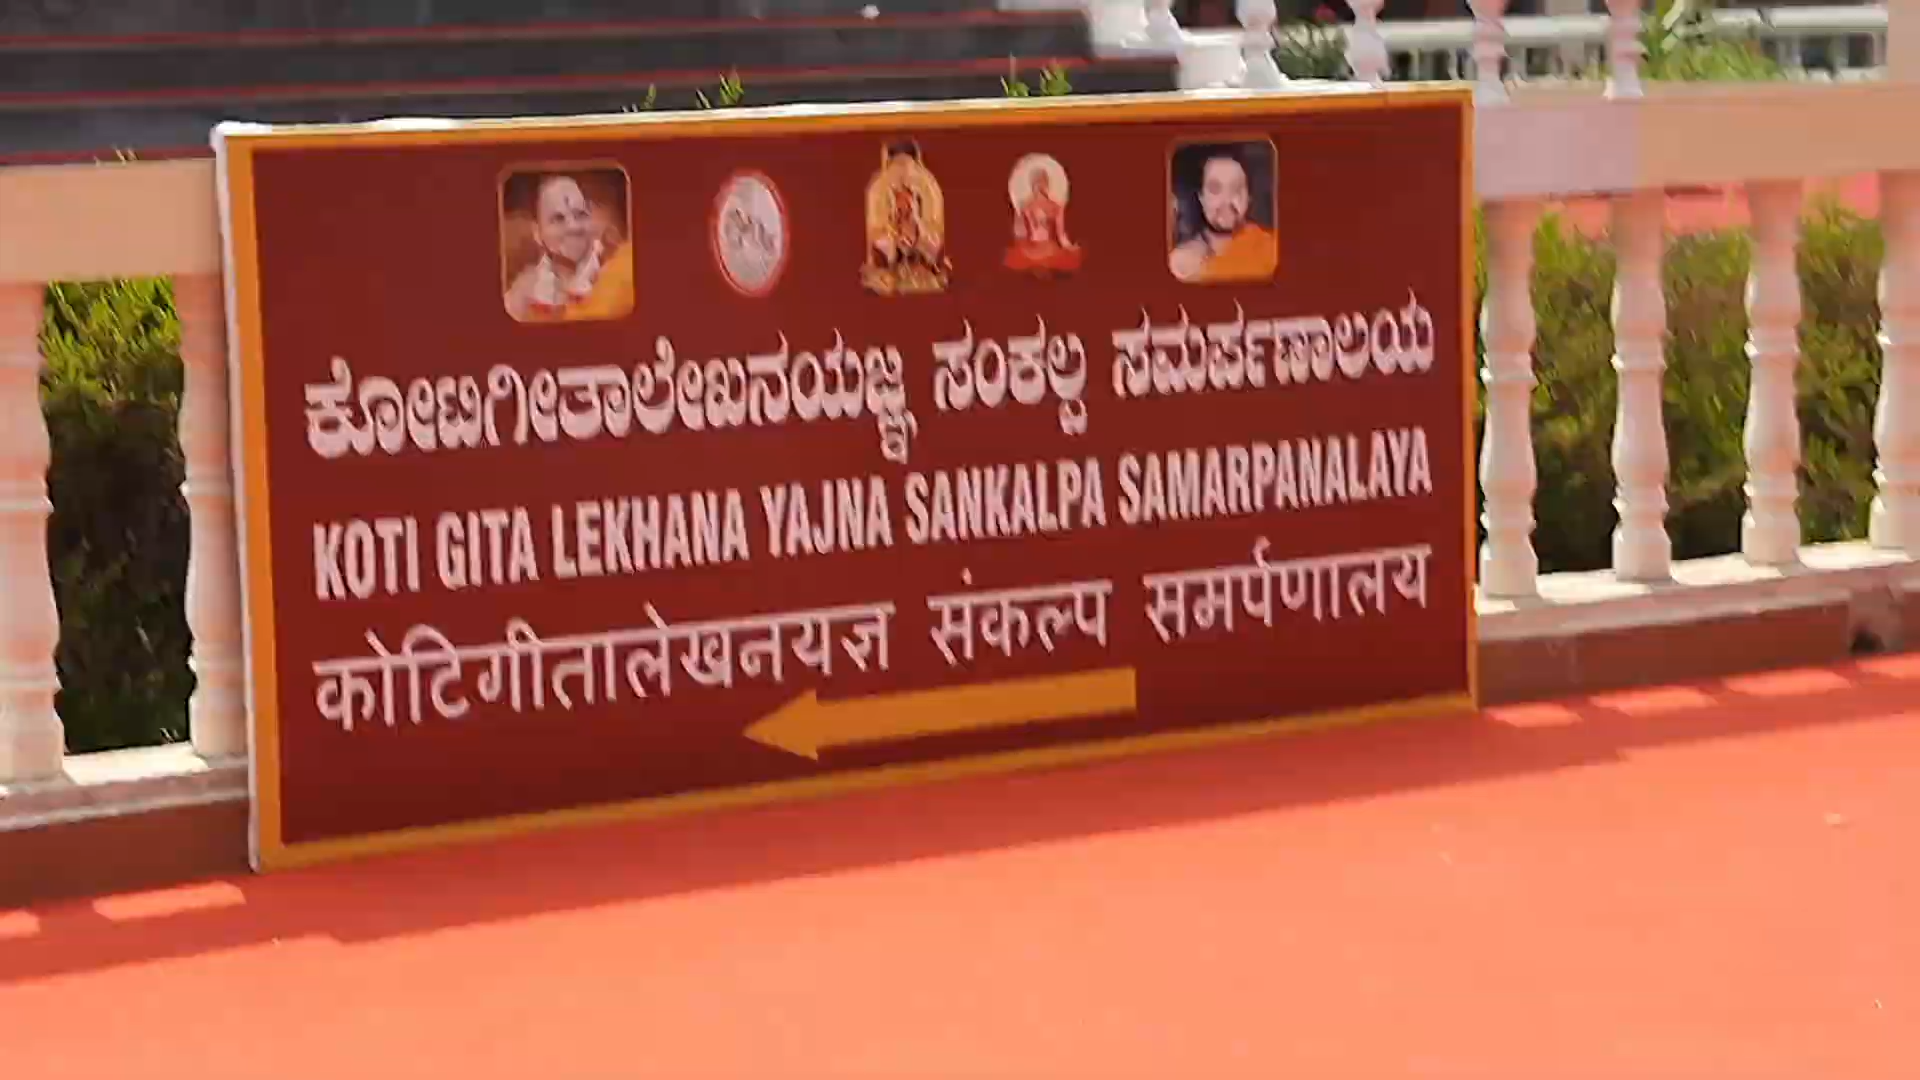 ಕೋಟಿಗೀತಾಲೇಖನಯಜ್ಞ ಸಂಕಲ್ಪ ಸಮರ್ಪಣಾಲಯ
KOTI GITA LEKHANA YAJNA SANKALPA SAMARPANALAYA
कोटिगीतालेखनयज्ञ संकल्प समर्पणालय